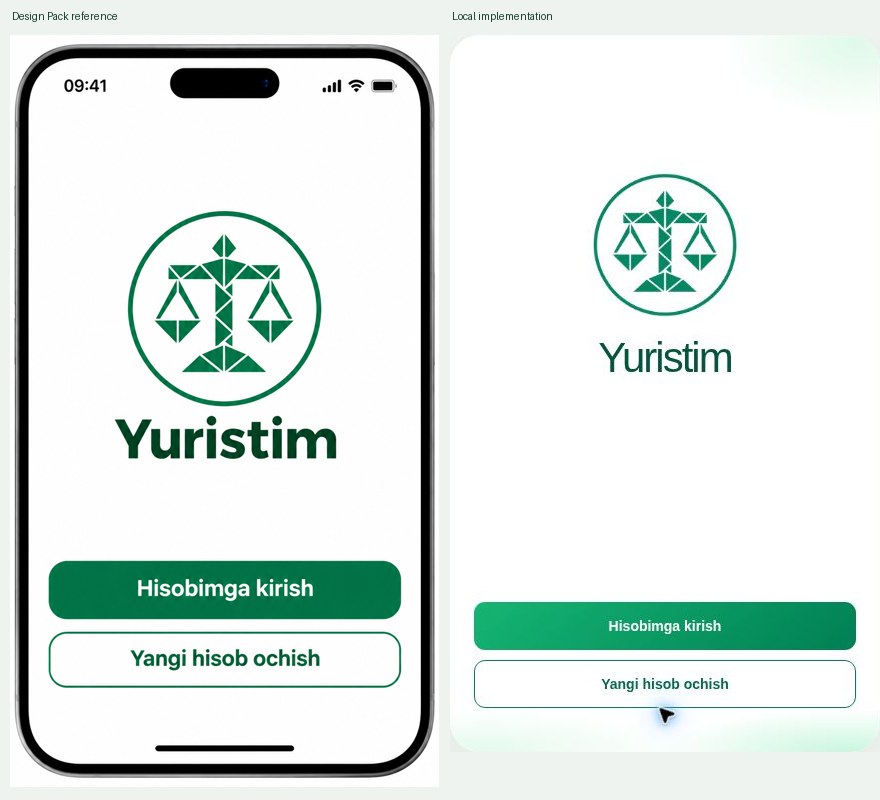 Design Pack reference
Local implementation
09:41
Yuristim
Hisobimga kirish
Yangi hisob ochish
Yuristim
Hisobimga kirish
Yangi hisob ochish